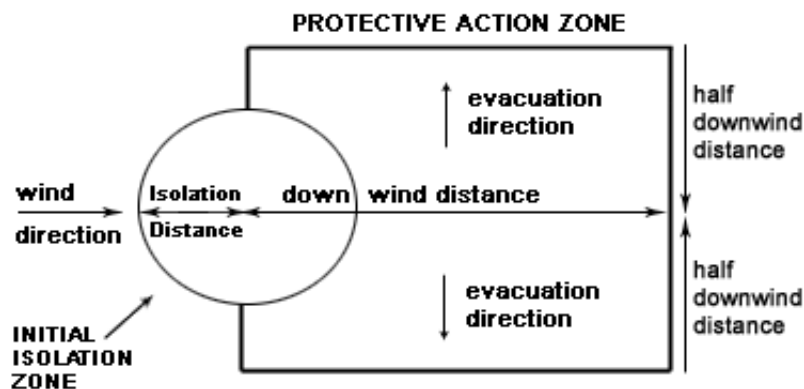 PROTECTIVE ACTION ZONE
evacuation
direction
half
downwind
distance
wind
direction
Isolation
Distance
down wind distance
evacuation
direction
half
downwind
distance
INITIAL
ISOLATION
ZONE